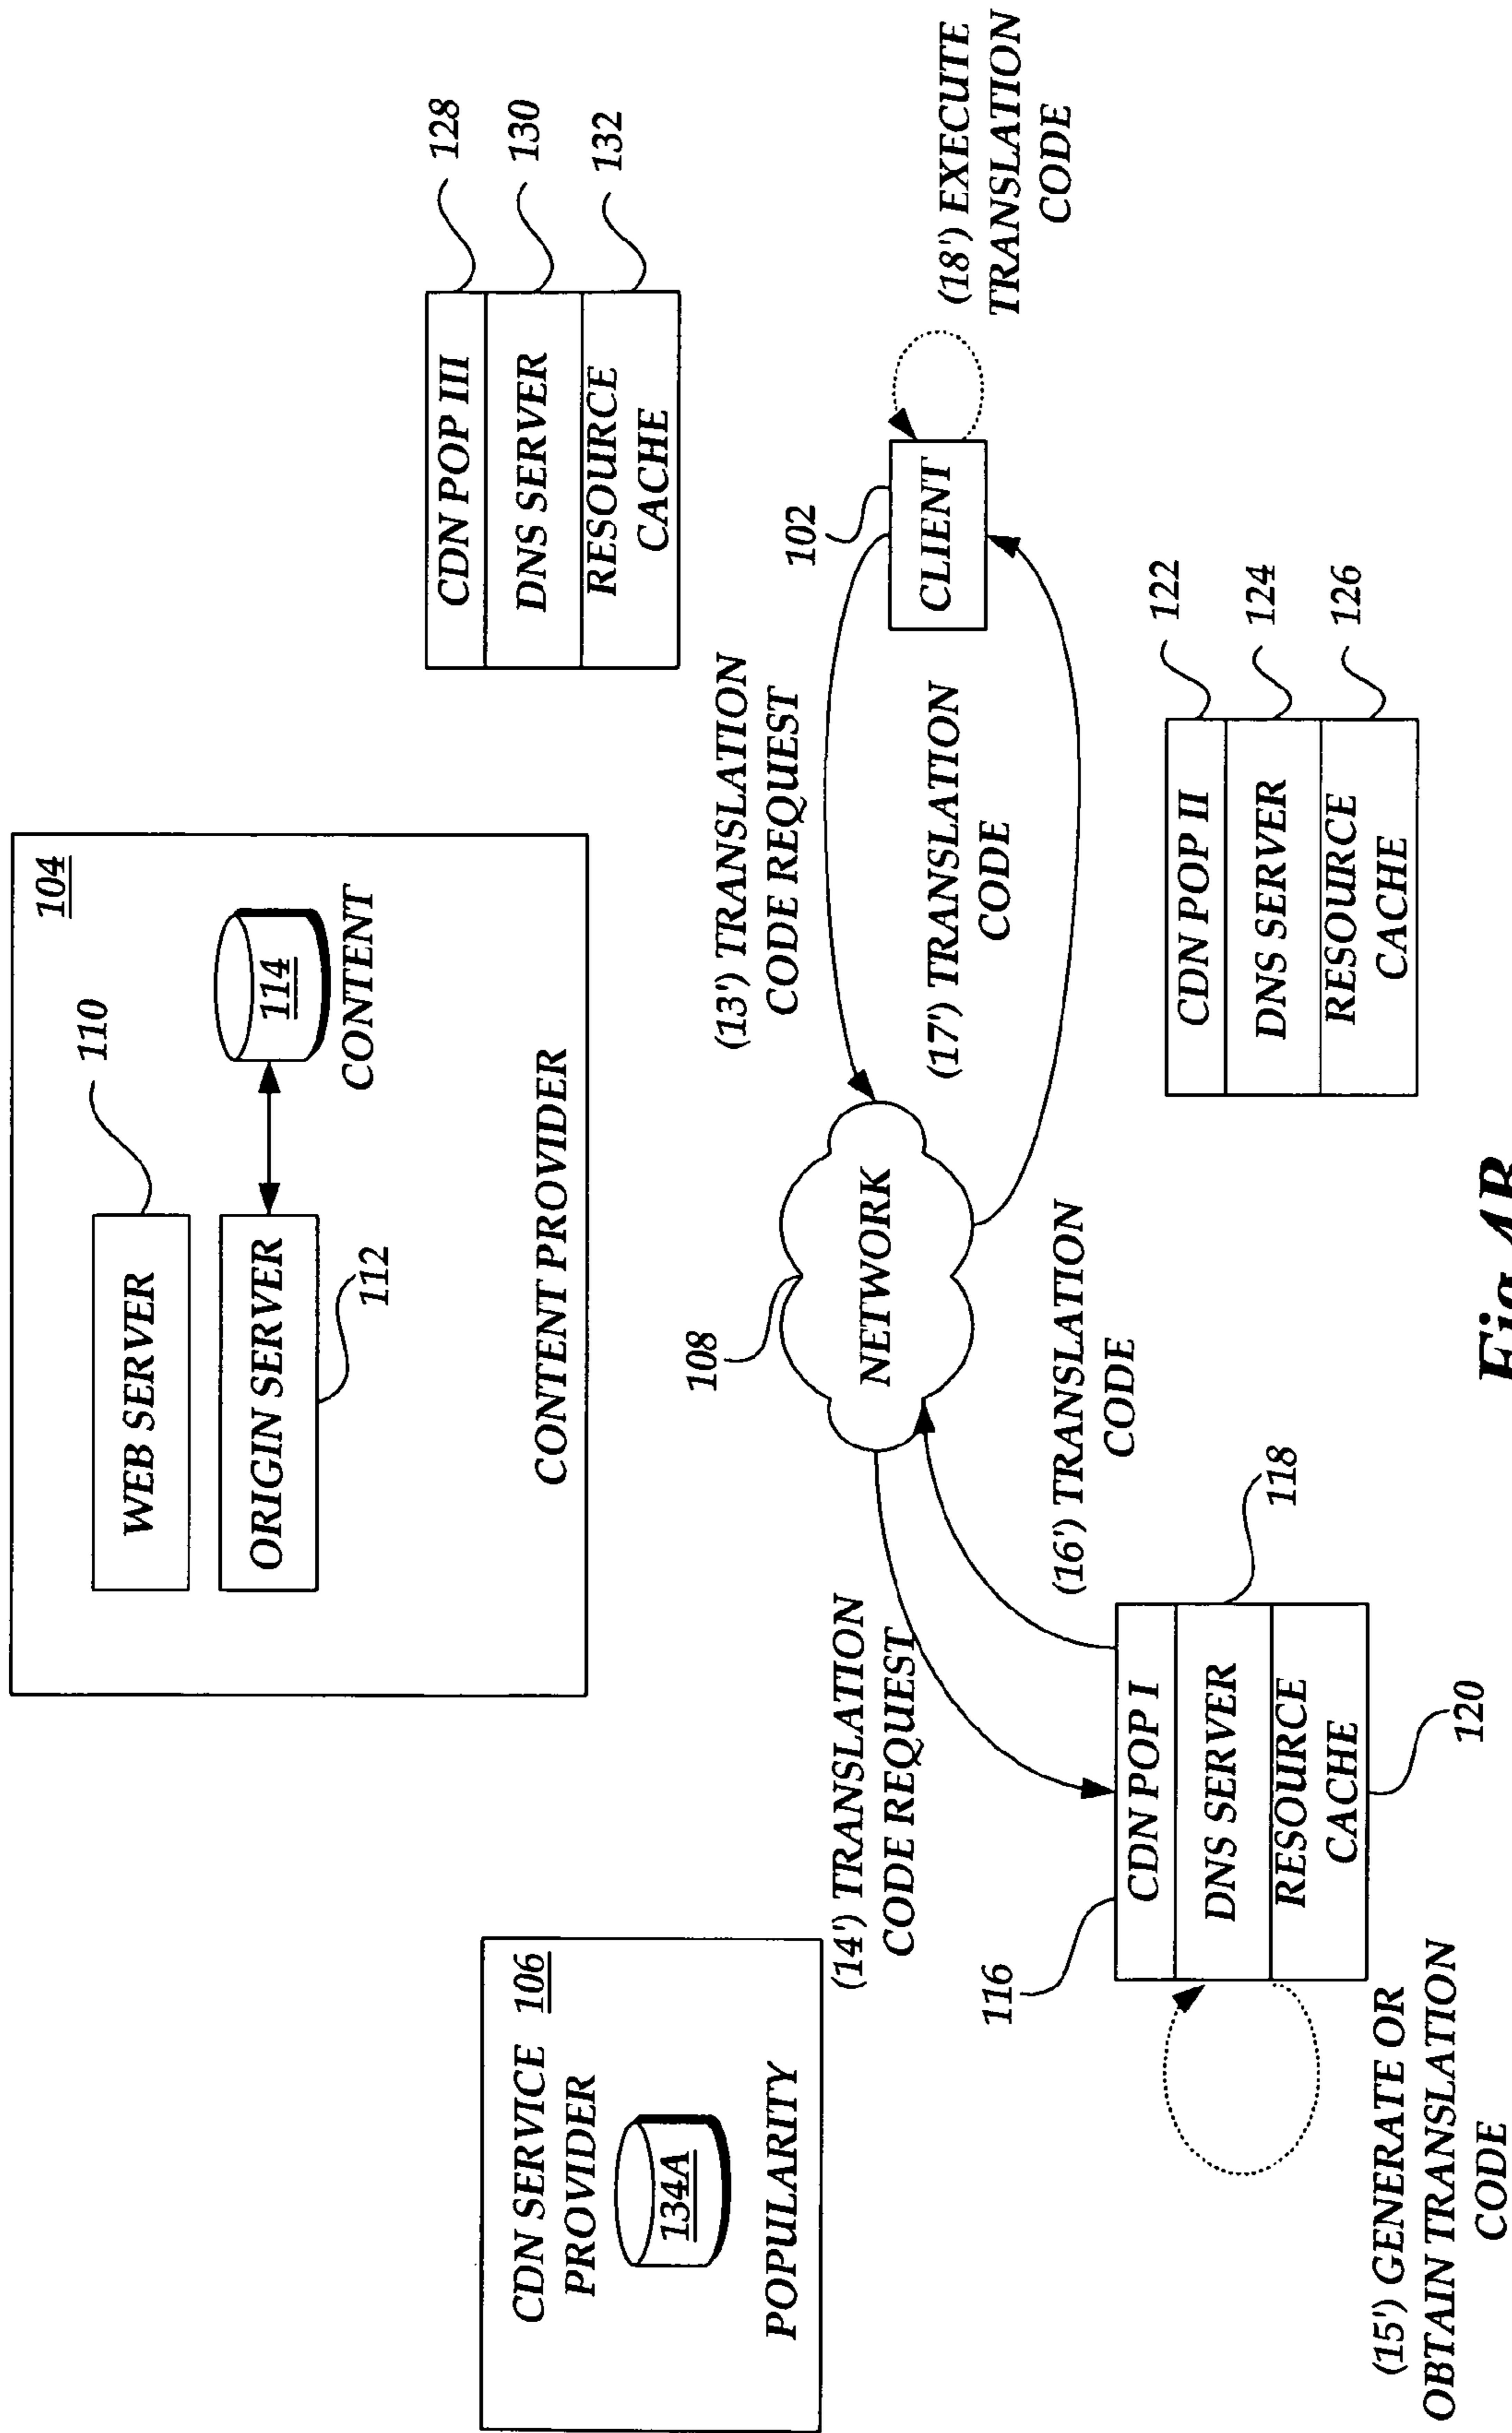 104
WEB SERVER
110
ORIGIN SERVER
112
114
CONTENT
CONTENT PROVIDER
CDN SERVICE 106
PROVIDER
134A
POPULARITY
CDN POP III
DNS SERVER
RESOURCE
CACHE
128
130
132
108
NETWORK
(13') TRANSLATION
CODE REQUEST
102
CLIENT
(18') EXECUTE
TRANSLATION
CODE
(14') TRANSLATION
CODE REQUEST
(17') TRANSLATION
CODE
(16') TRANSLATION
CODE
116
CDN POP I
DNS SERVER
RESOURCE
CACHE
118
120
(15') GENERATE OR
OBTAIN TRANSLATION
CODE
CDN POP II
DNS SERVER
RESOURCE
CACHE
122
124
126
Fig.4B.